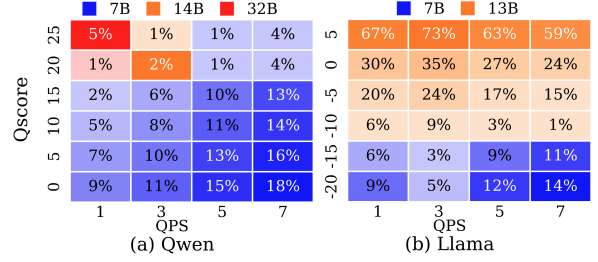 7B 14B 32B
7B 13B
Qscore
25 5% 1% 1% 4%
20 1% 2% 1% 4%
15 2% 6% 10% 13%
10 5% 8% 11% 14%
5 7% 10% 13% 16%
0 9% 11% 15% 18%
1 3 5 7
QPS
(a) Qwen
5 67% 73% 63% 59%
0 30% 35% 27% 24%
-5 20% 24% 17% 15%
-10 6% 9% 3% 1%
-15 6% 3% 9% 11%
-20 9% 5% 12% 14%
1 3 5 7
QPS
(b) Llama